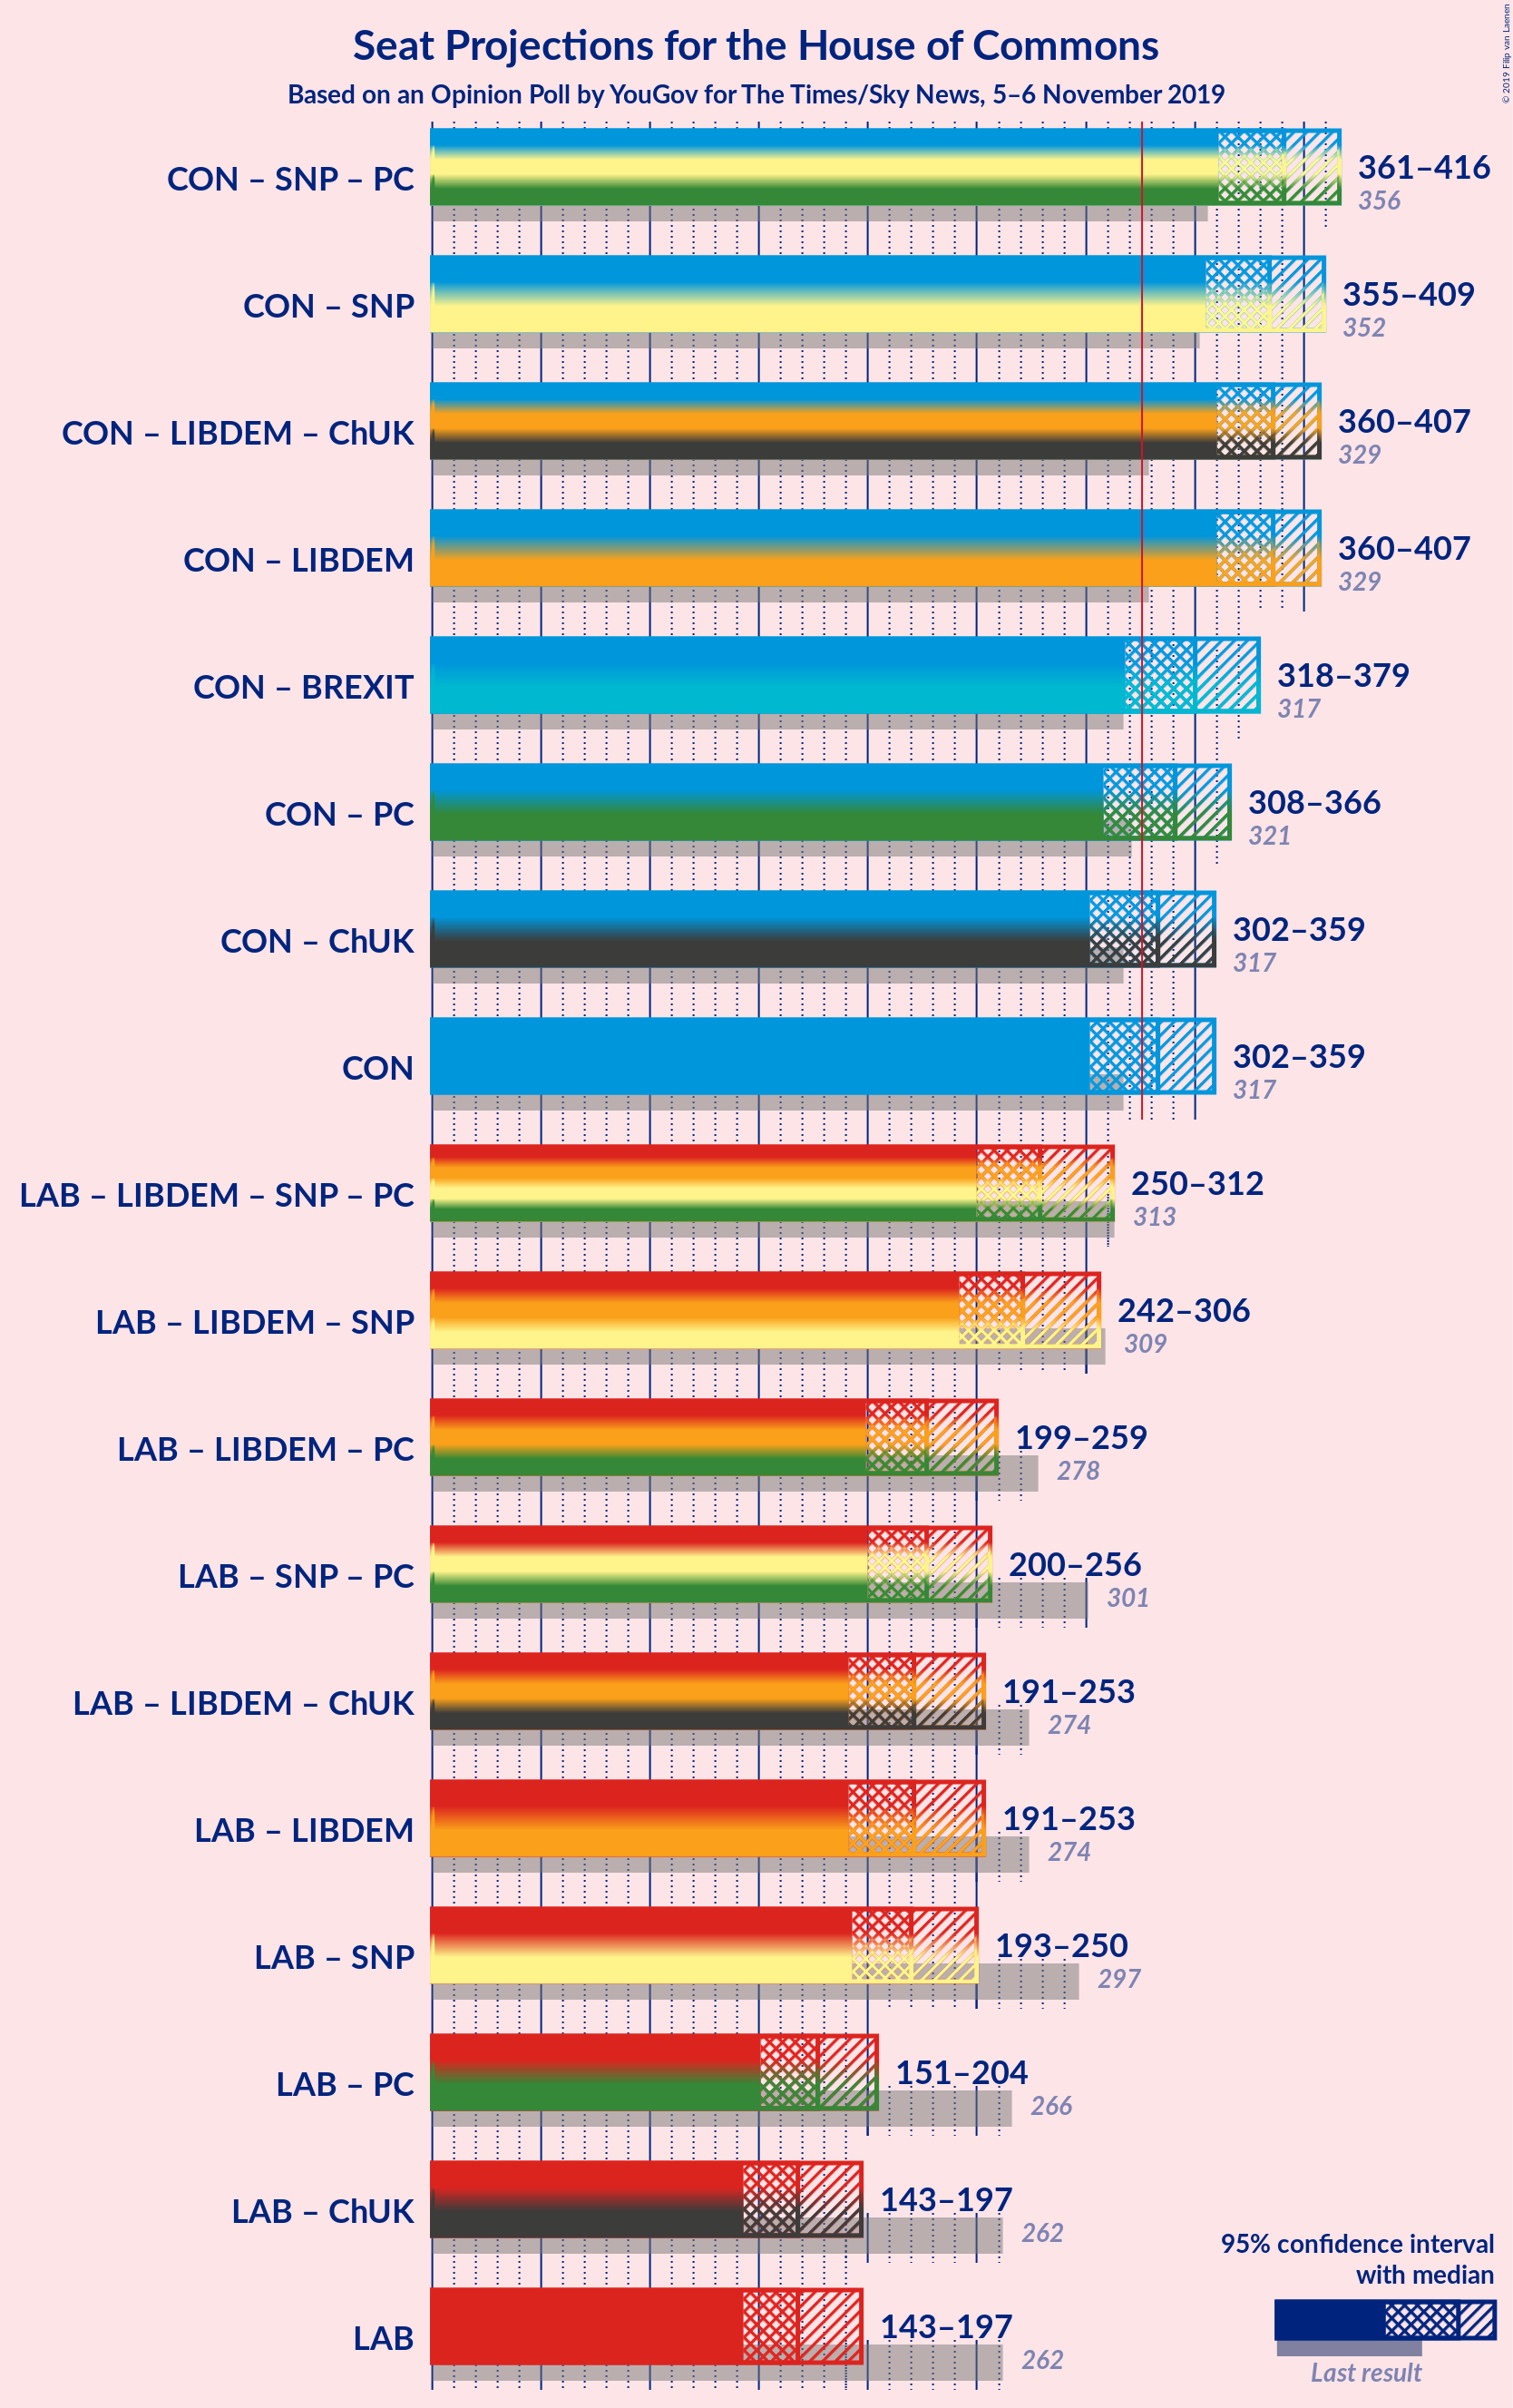 Seat Projections for the House of Commons
Based on an Opinion Poll by YouGov for The Times/Sky News, 5–6 November 2019
© 2019 Filip van Laenen
CON – SNP – PC
361–416
356
CON – SNP
355–409
352
CON – LIBDEM – ChUK
360–407
329
CON – LIBDEM
360–407
329
CON – BREXIT
318–379
317
CON – PC
308–366
321
CON – ChUK
302–359
317
CON
302–359
317
LAB – LIBDEM – SNP – PC
250–312
313
LAB – LIBDEM – SNP
242–306
309
LAB – LIBDEM – PC
199–259
278
LAB – SNP – PC
200–256
301
LAB – LIBDEM – ChUK
191–253
274
LAB – LIBDEM
191–253
274
LAB – SNP
193–250
297
LAB – PC
151–204
266
LAB – ChUK
143–197
262
LAB
143–197
262
95% confidence interval
with median
Last result